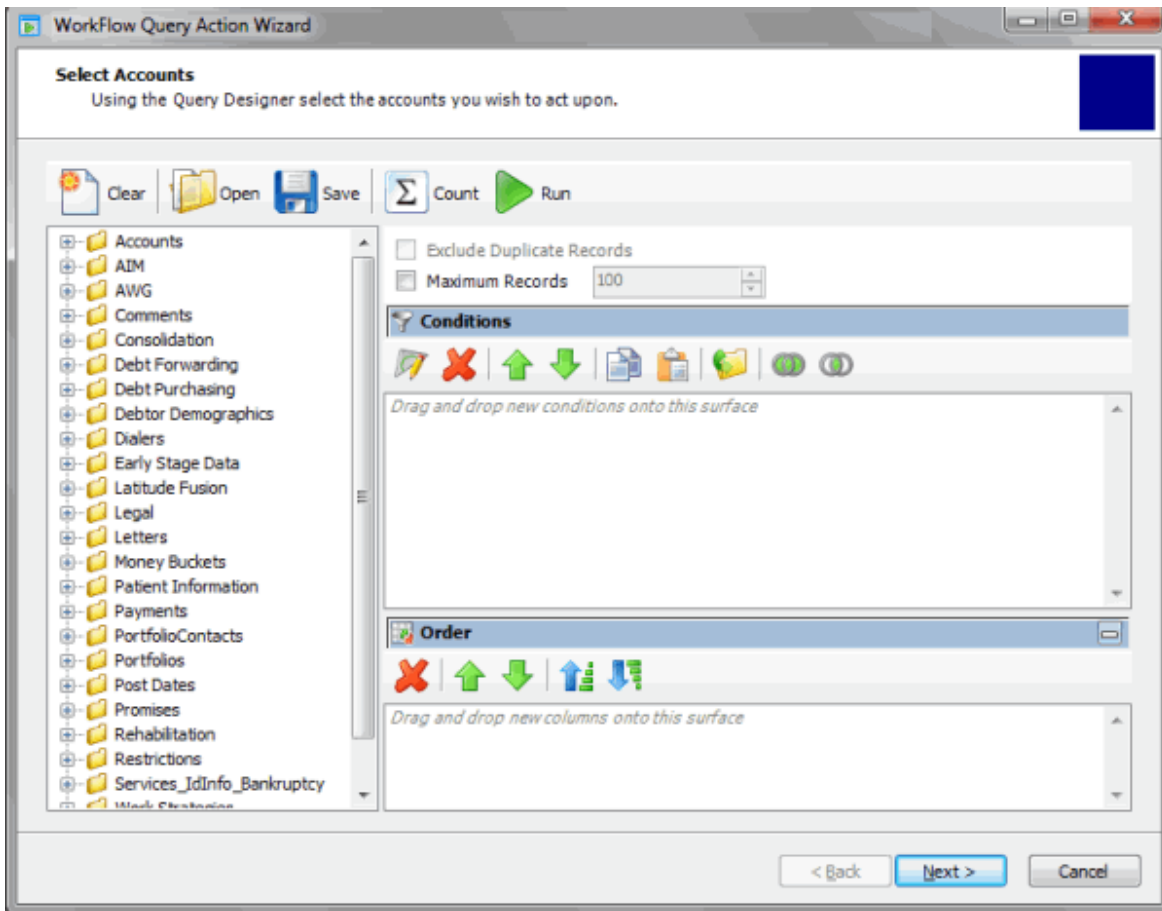 WorkFlow Query Action Wizard
Select Accounts
Using the Query Designer select the accounts you wish to act upon.
Clear Open Save Σ Count Run
Accounts
AIM
AWG
Comments
Consolidation
Debt Forwarding
Debt Purchasing
Debtor Demographics
Dialers
Early Stage Data
Latitude Fusion
Legal
Letters
Money Buckets
Patient Information
Payments
PortfolioContacts
Portfolios
Post Dates
Promises
Rehabilitation
Restrictions
Services_IdInfo_Bankruptcy
Work Strategies
Exclude Duplicate Records
Maximum Records 100
Conditions
Drag and drop new conditions onto this surface
Order
Drag and drop new columns onto this surface
< Back Next > Cancel